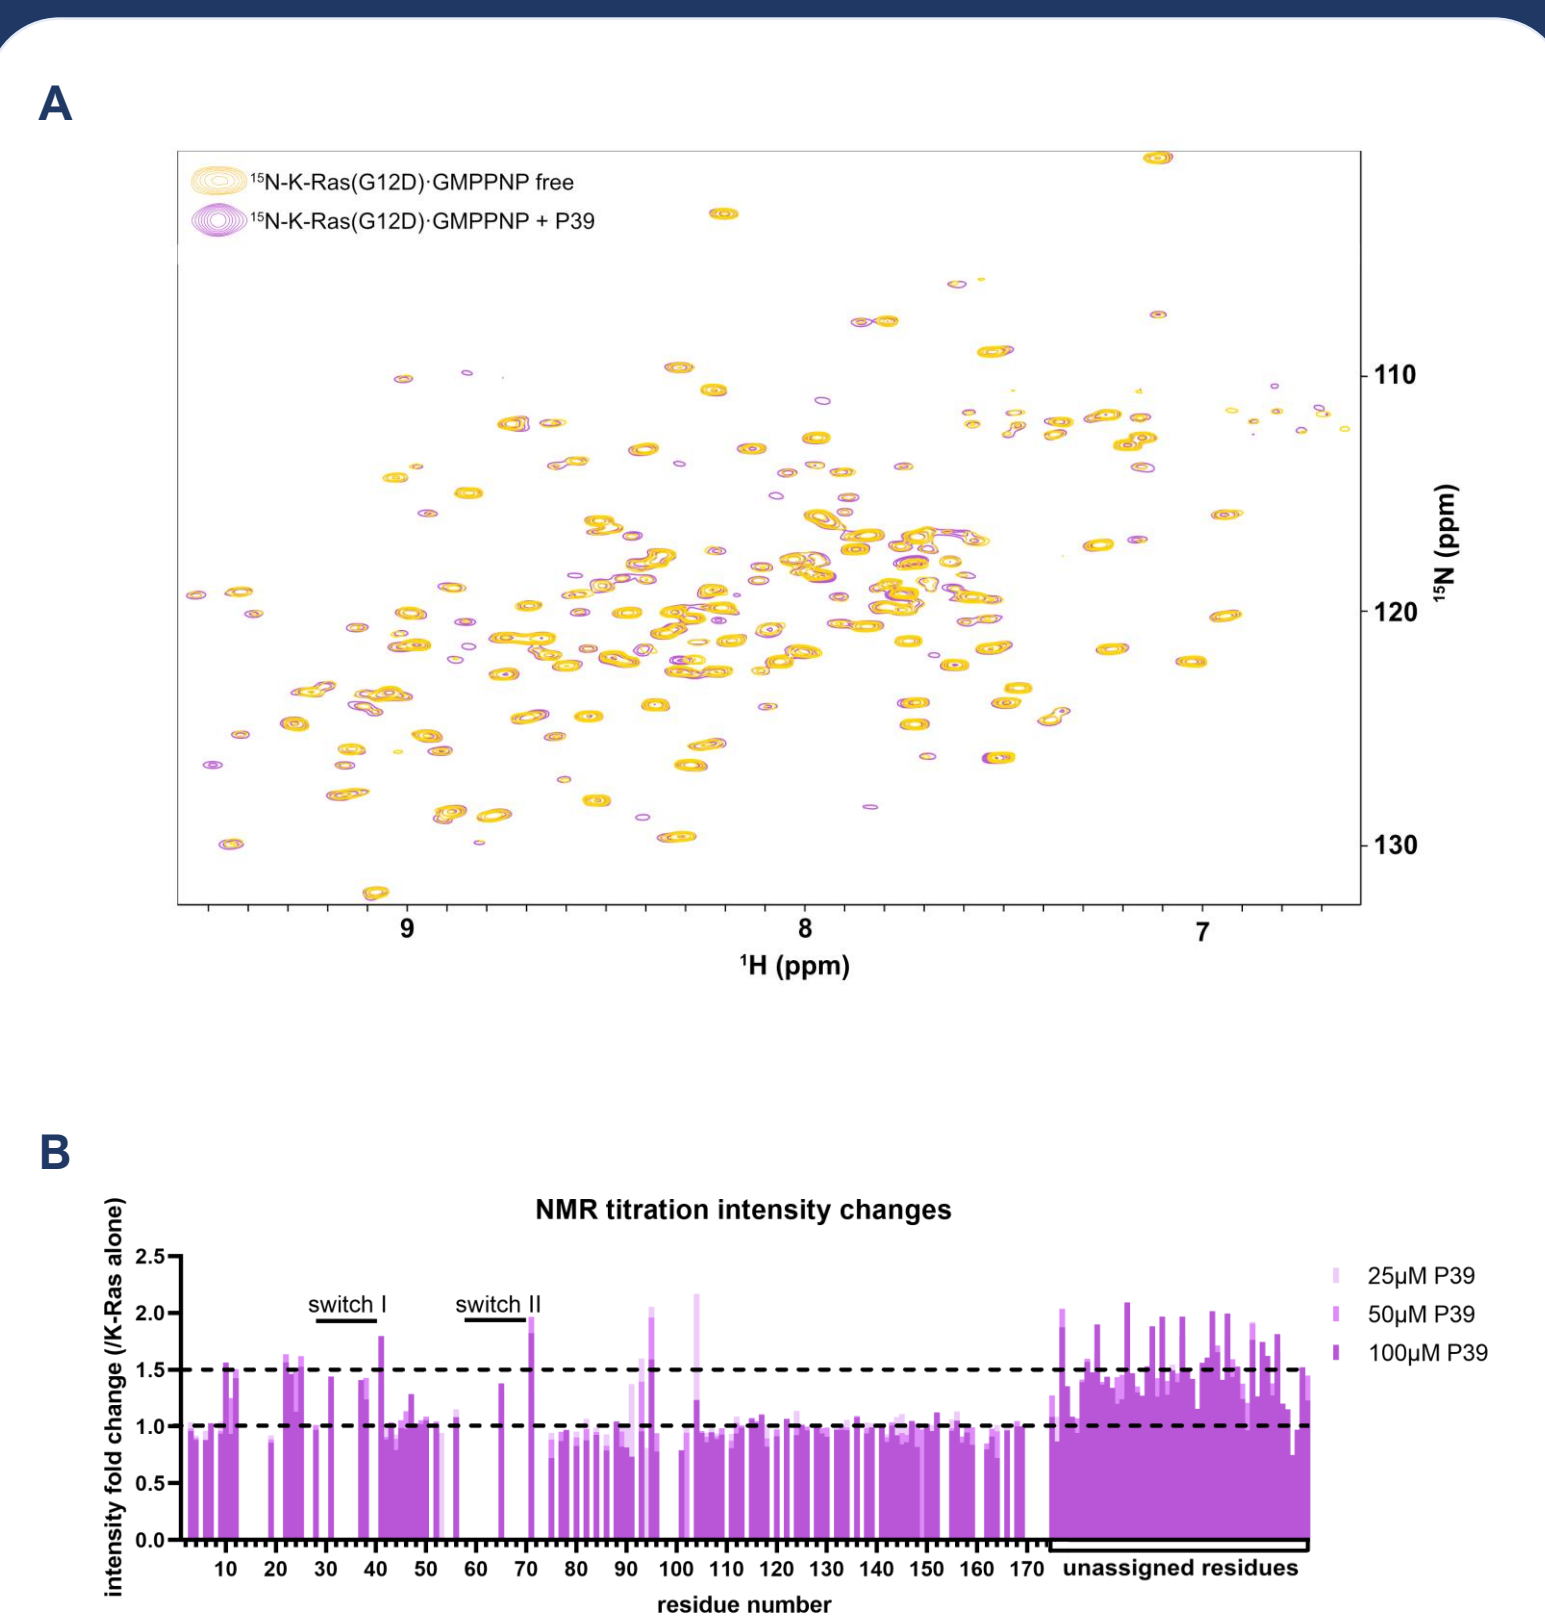 A
¹⁵N-K-Ras(G12D)·GMPPNP free
¹⁵N-K-Ras(G12D)·GMPPNP + P39
110
120
130
¹⁵N (ppm)
9 8 7
¹H (ppm)
B
NMR titration intensity changes
intensity fold change (/K-Ras alone)
2.5
2.0
1.5
1.0
0.5
0.0
switch I switch II
25µM P39
50µM P39
100µM P39
10 20 30 40 50 60 70 80 90 100 110 120 130 140 150 160 170 unassigned residues
residue number